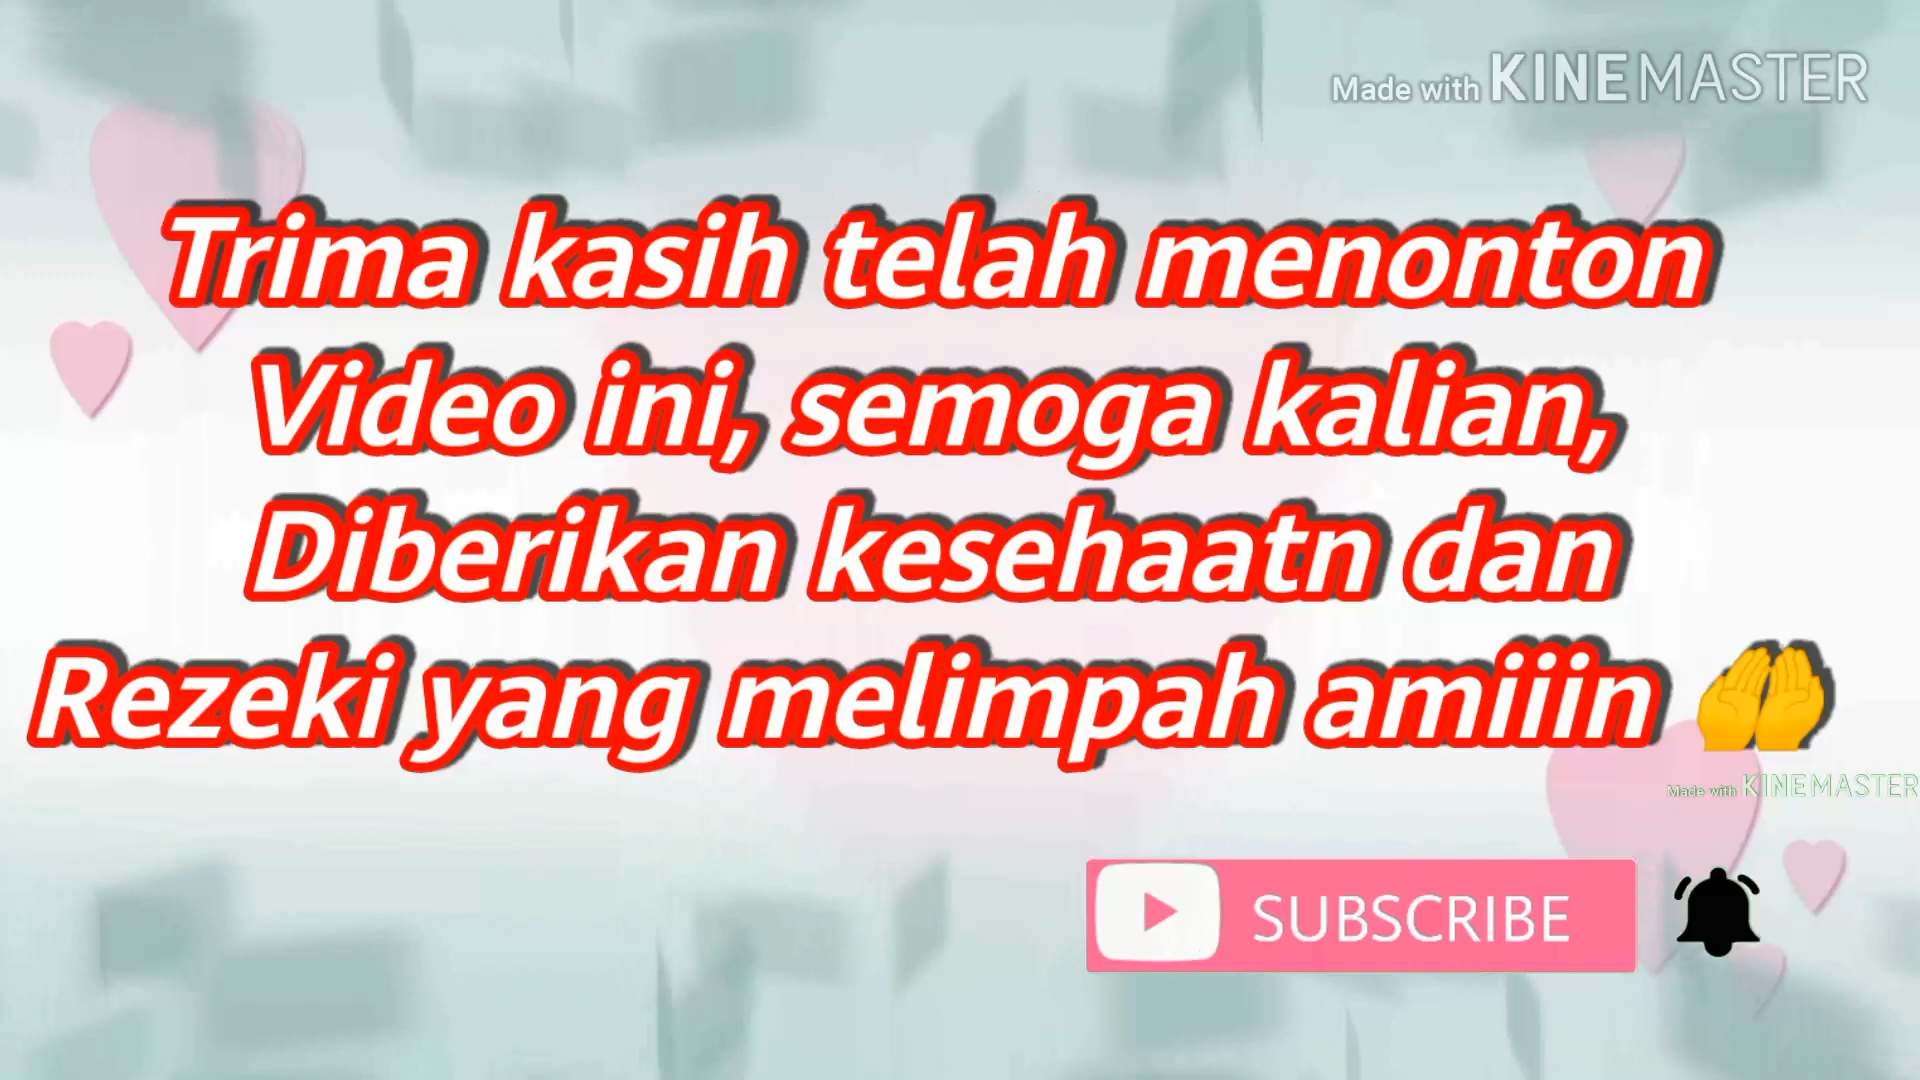 Made with KINEMASTER
Trima kasih telah menonton
Video ini, semoga kalian,
Diberikan kesehaatn dan
Rezeki yang melimpah amiiin 🤲
Made with KINEMASTER
SUBSCRIBE